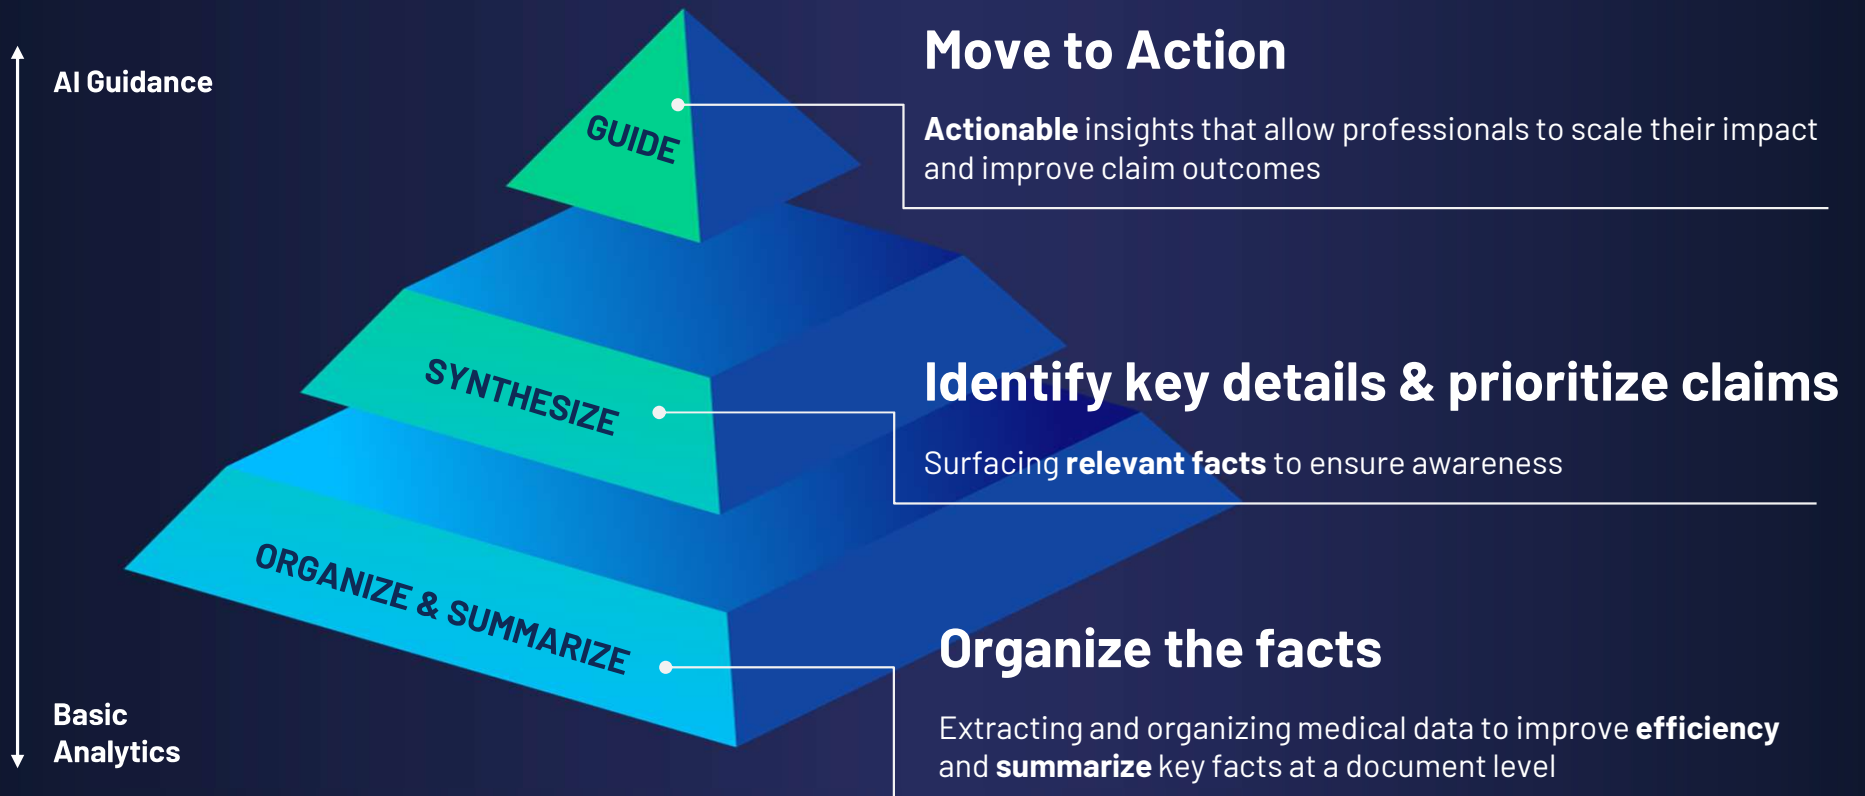 AI Guidance
GUIDE
Move to Action
Actionable insights that allow professionals to scale their impact
and improve claim outcomes
SYNTHESIZE
Identify key details & prioritize claims
Surfacing relevant facts to ensure awareness
ORGANIZE & SUMMARIZE
Organize the facts
Extracting and organizing medical data to improve efficiency
and summarize key facts at a document level
Basic
Analytics